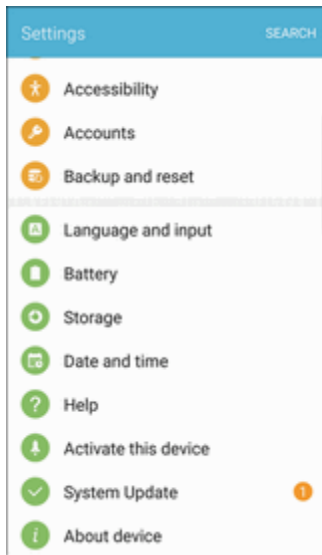 Settings
SEARCH
Accessibility
Accounts
Backup and reset
A
Language and input
Battery
Storage
Date and time
?
Help
Activate this device
System Update
1
i
About device